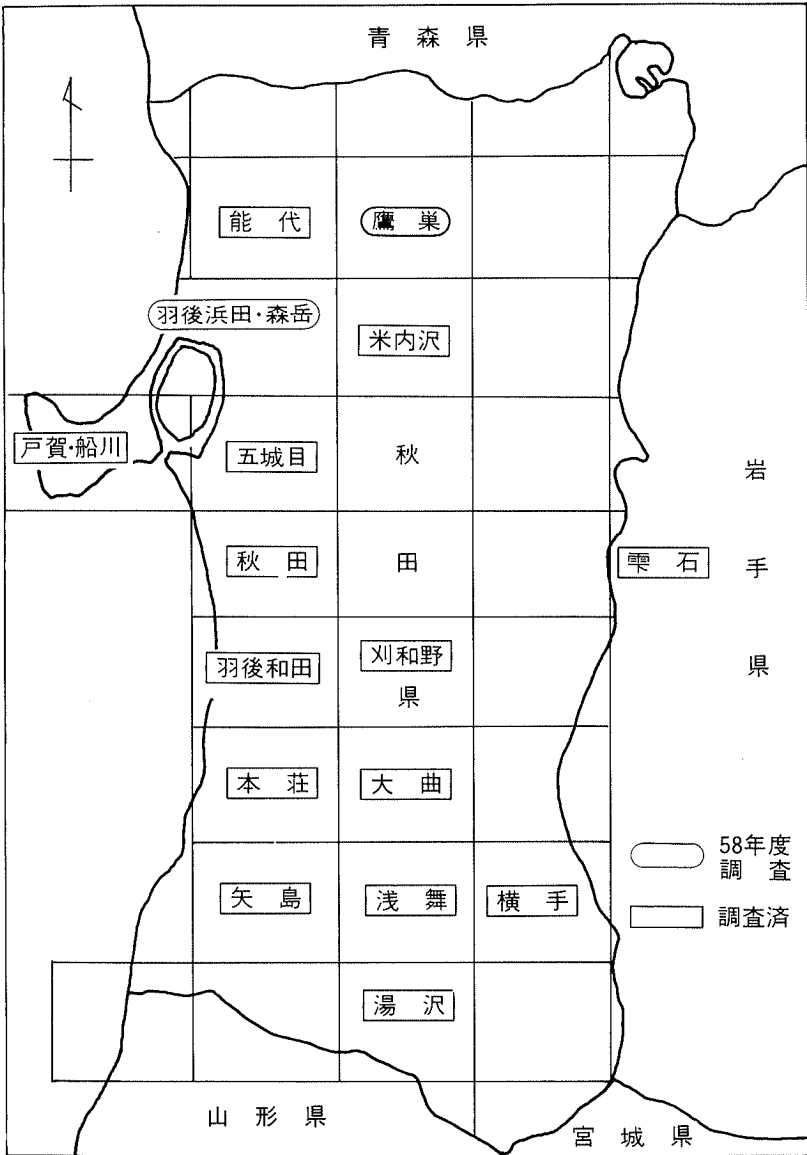 青森県
能代
鷹巣
羽後浜田・森岳
米内沢
戸賀・船川
五城目
秋田県
岩手県
秋田
雫石
羽後和田
刈和野
本荘
大曲
58年度
調査
矢島
浅舞
横手
調査済
湯沢
山形県
宮城県